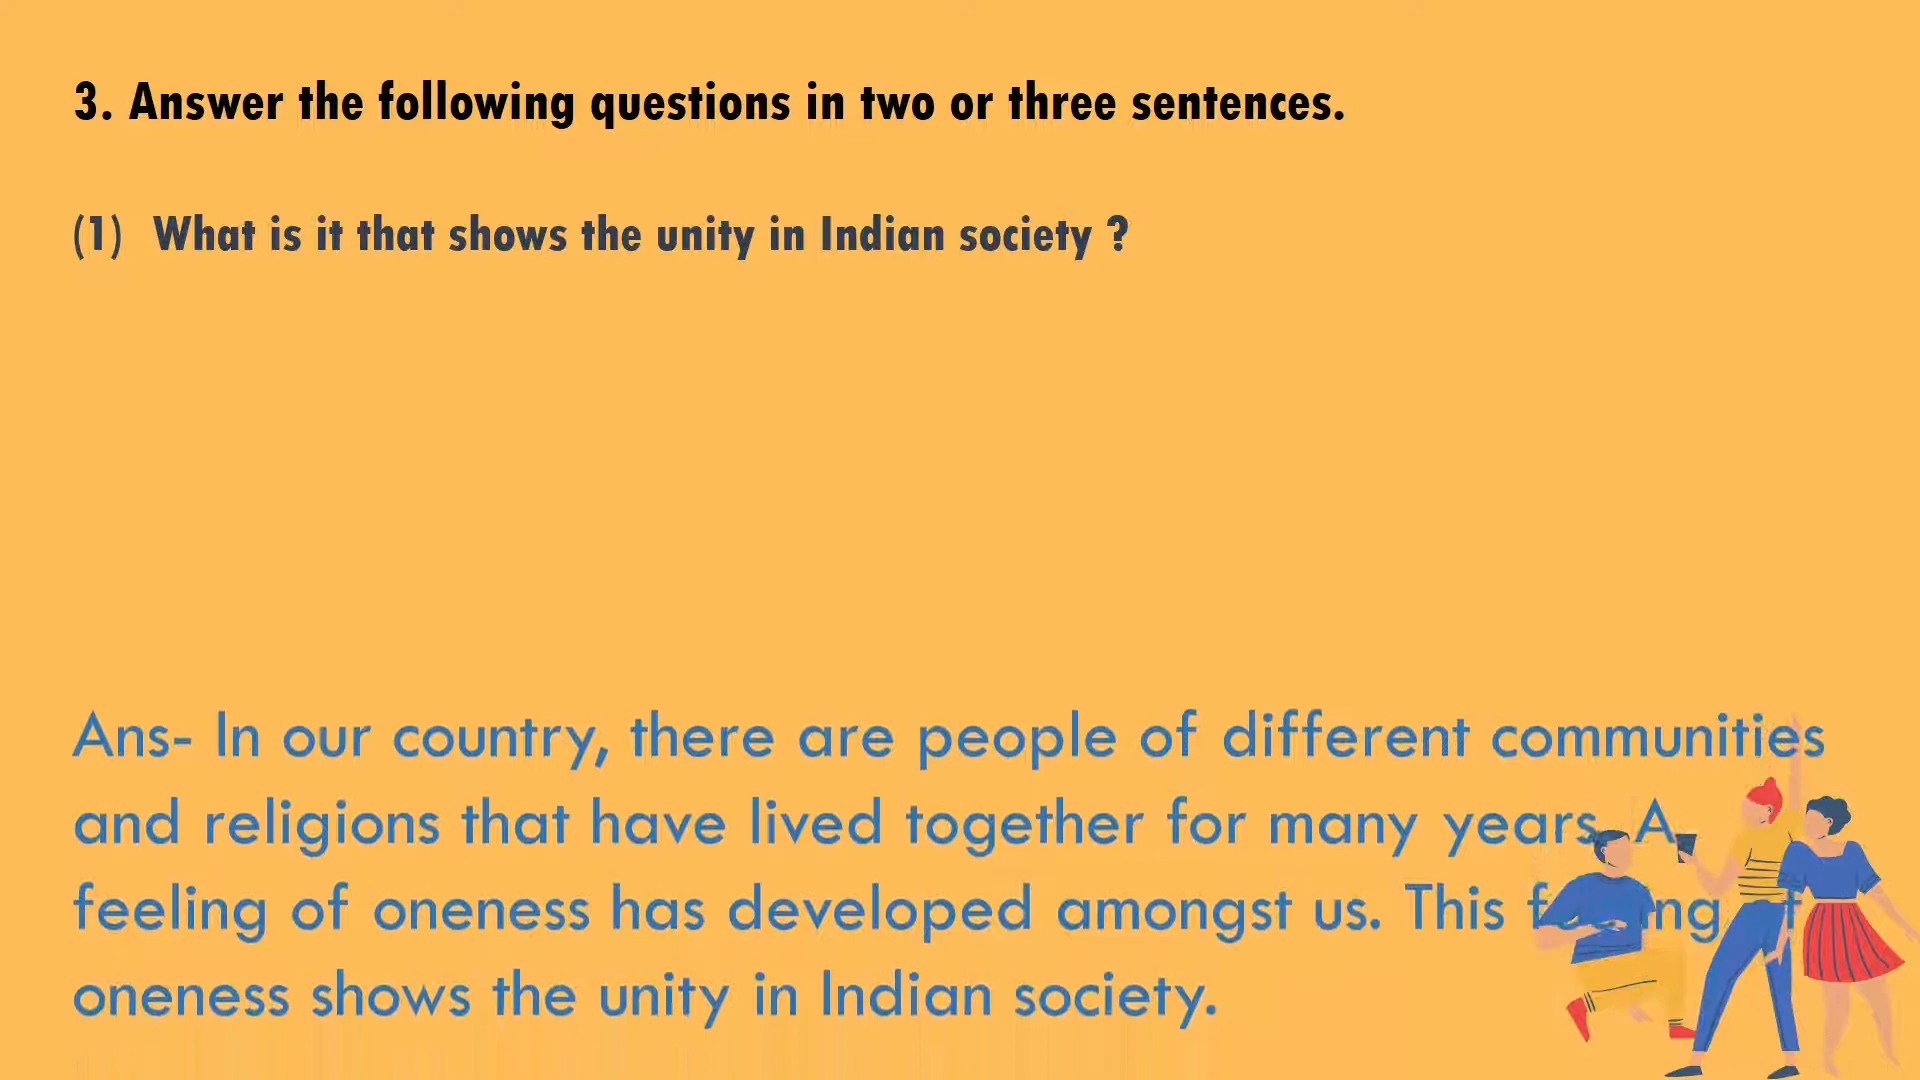 3. Answer the following questions in two or three sentences.
(1) What is it that shows the unity in Indian society ?
Ans- In our country, there are people of different communities
and religions that have lived together for many years. A
feeling of oneness has developed amongst us. This feeling of
oneness shows the unity in Indian society.